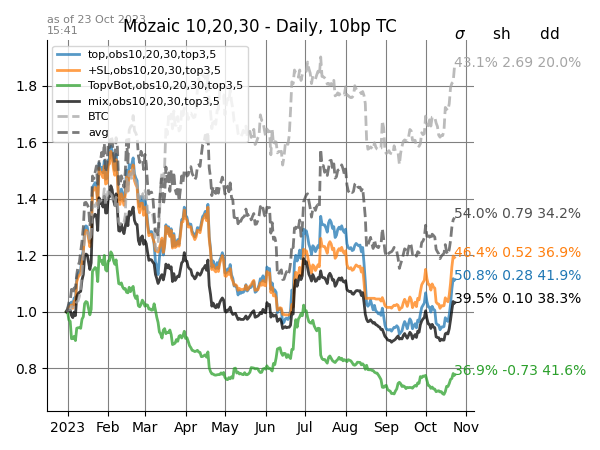 as of 23 Oct 2023
15:41
Mozaic 10,20,30 - Daily, 10bp TC
σ sh dd
top,obs10,20,30,top3,5
+SL,obs10,20,30,top3,5
TopvBot,obs10,20,30,top3,5
mix,obs10,20,30,top3,5
BTC
avg
43.1% 2.69 20.0%
54.0% 0.79 34.2%
46.4% 0.52 36.9%
50.8% 0.28 41.9%
39.5% 0.10 38.3%
36.9% -0.73 41.6%
1.8
1.6
1.4
1.2
1.0
0.8
2023 Feb Mar Apr May Jun Jul Aug Sep Oct Nov